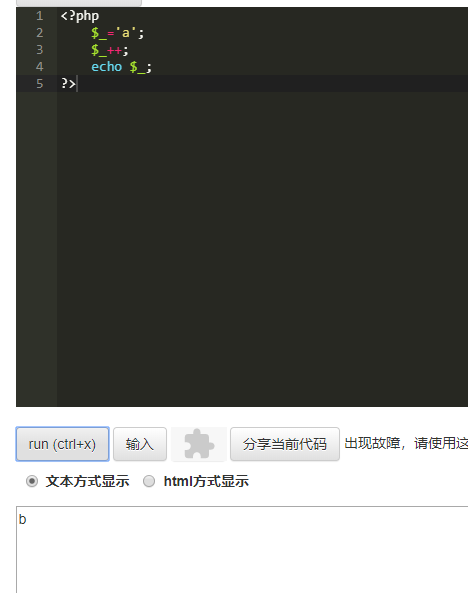 1 <?php
2 $_='a';
3 $_++;
4 echo $_;
5 ?>
run (ctrl+x) 输入 分享当前代码 出现故障，请使用这
文本方式显示 html方式显示
b